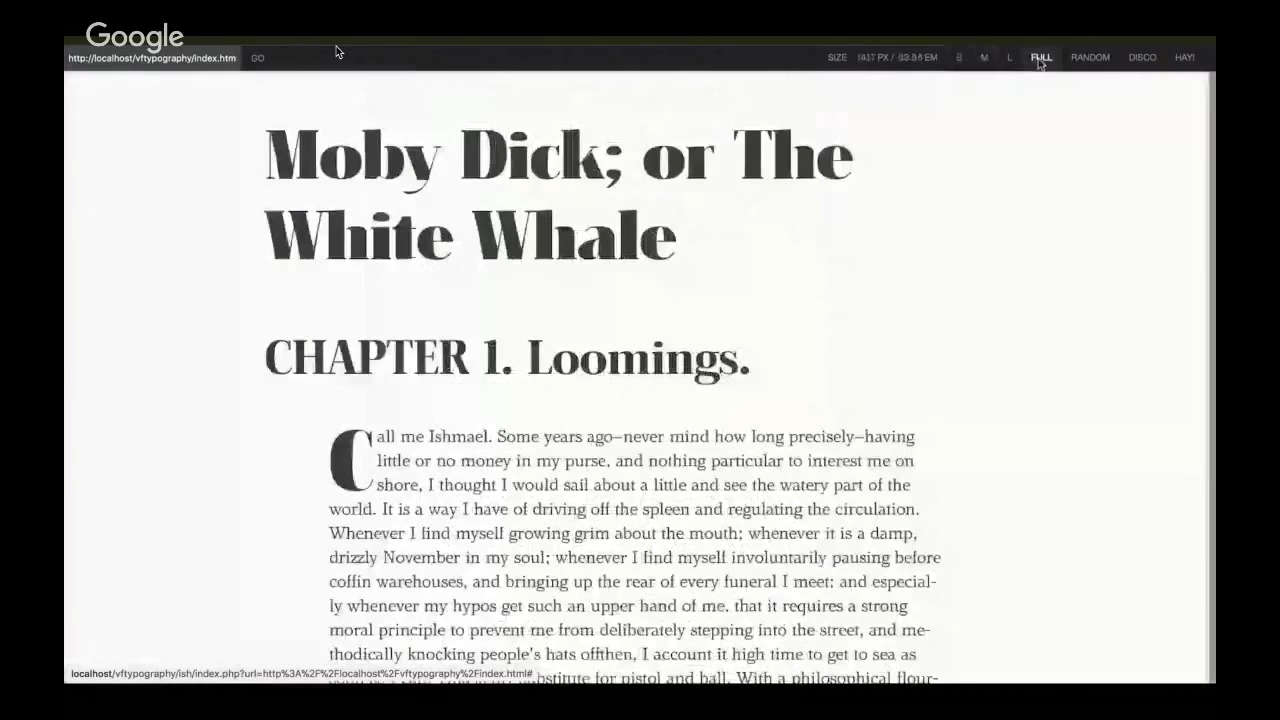 Google
http://localhost/vftypography/index.htm GO SIZE M L FULL RANDOM DISCO HAY!
Moby Dick; or The
White Whale
CHAPTER 1. Loomings.
Call me Ishmael. Some years ago—never mind how long precisely—having
little or no money in my purse, and nothing particular to interest me on
shore, I thought I would sail about a little and see the watery part of the
world. It is a way I have of driving off the spleen and regulating the circulation.
Whenever I find myself growing grim about the mouth; whenever it is a damp,
drizzly November in my soul; whenever I find myself involuntarily pausing before
coffin warehouses, and bringing up the rear of every funeral I meet; and especial-
ly whenever my hypos get such an upper hand of me, that it requires a strong
moral principle to prevent me from deliberately stepping into the street, and me-
thodically knocking people's hats off then, I account it high time to get to sea as
substitute for pistol and ball. With a philosophical flour-
localhost/vftypography/ish/index.php?url=http%3A%2F%2Flocalhost%2Fvftypography%2Findex.html#